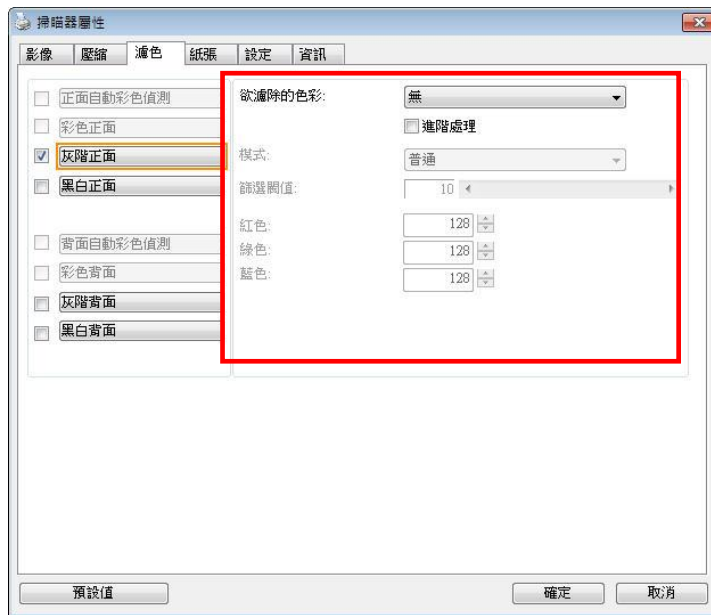 掃瞄器屬性
影像 壓縮 濾色 紙張 設定 資訊
正面自動彩色偵測
彩色正面
灰階正面
黑白正面
背面自動彩色偵測
彩色背面
灰階背面
黑白背面
欲濾除的色彩: 無
進階處理
模式: 普通
篩選閥值: 10
紅色: 128
綠色: 128
藍色: 128
預設值 確定 取消